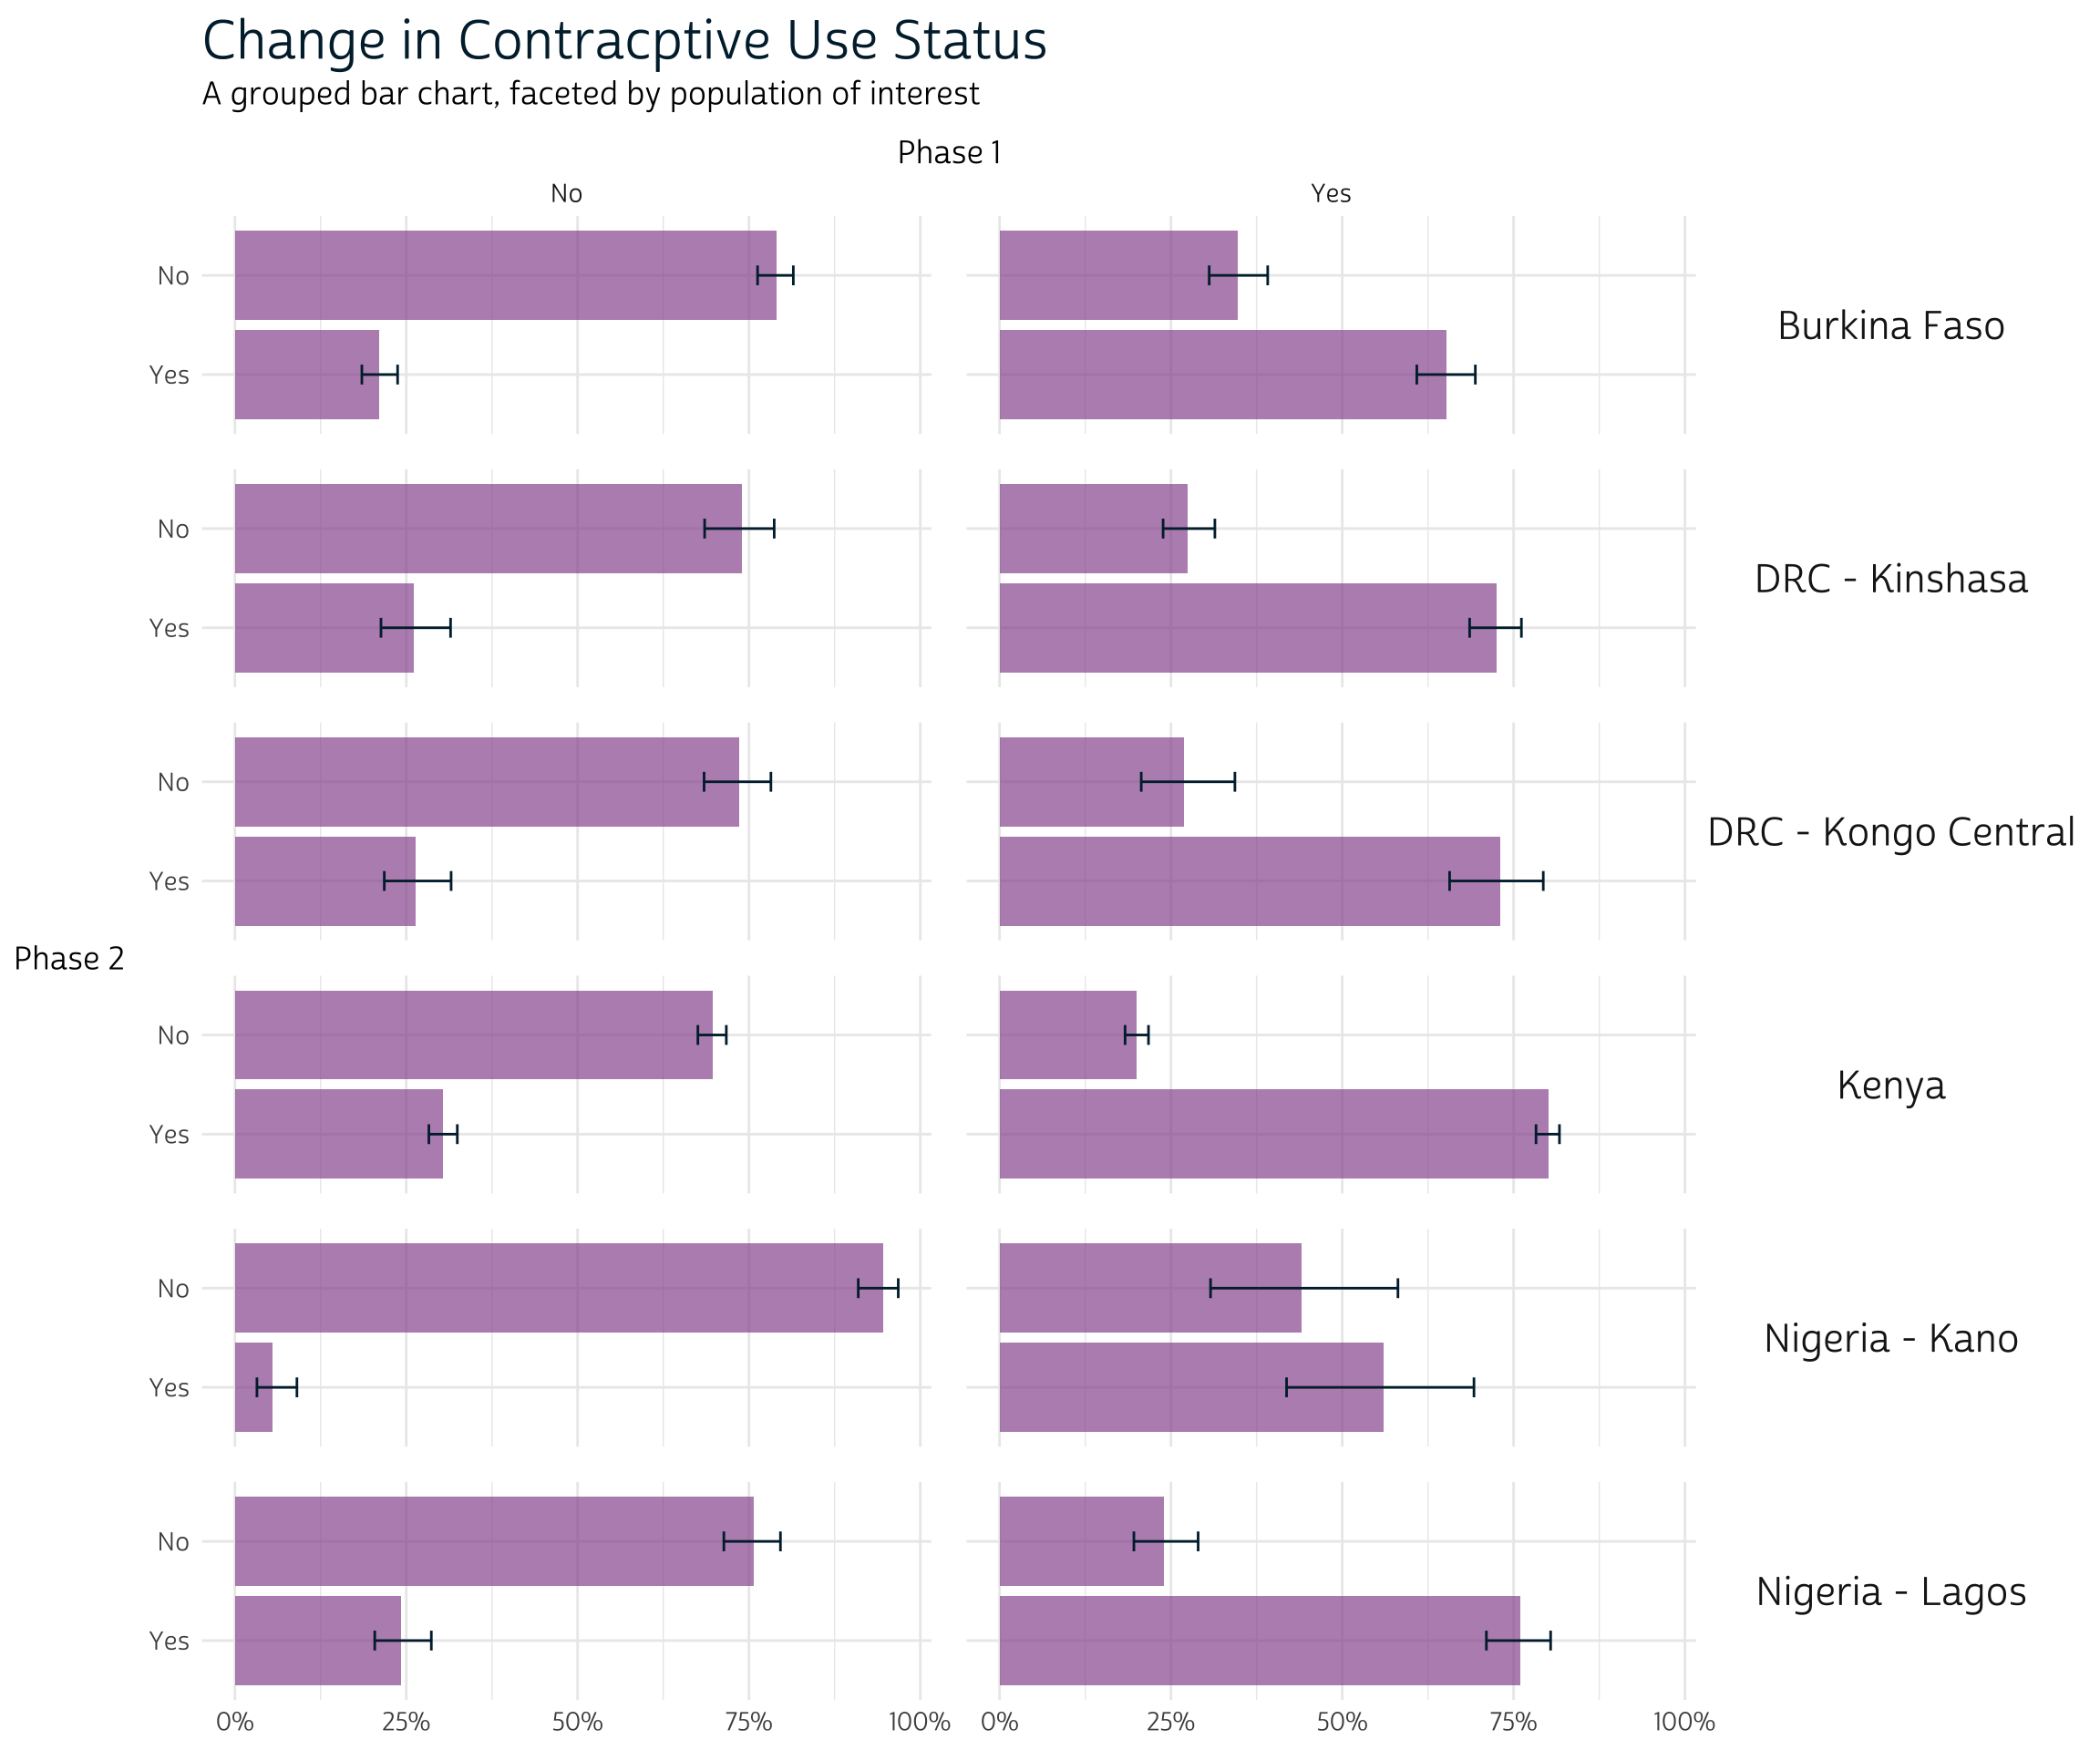 Change in Contracptive Use Status
A grouped bar chart, faceted by population of interest
Phase 1
No Yes
No
Yes
Burkina Faso
No
Yes
DRC - Kinshasa
No
Yes
DRC - Kongo Central
Phase 2
No
Yes
Kenya
No
Yes
Nigeria - Kano
No
Yes
Nigeria - Lagos
0% 25% 50% 75% 100% 0% 25% 50% 75% 100%